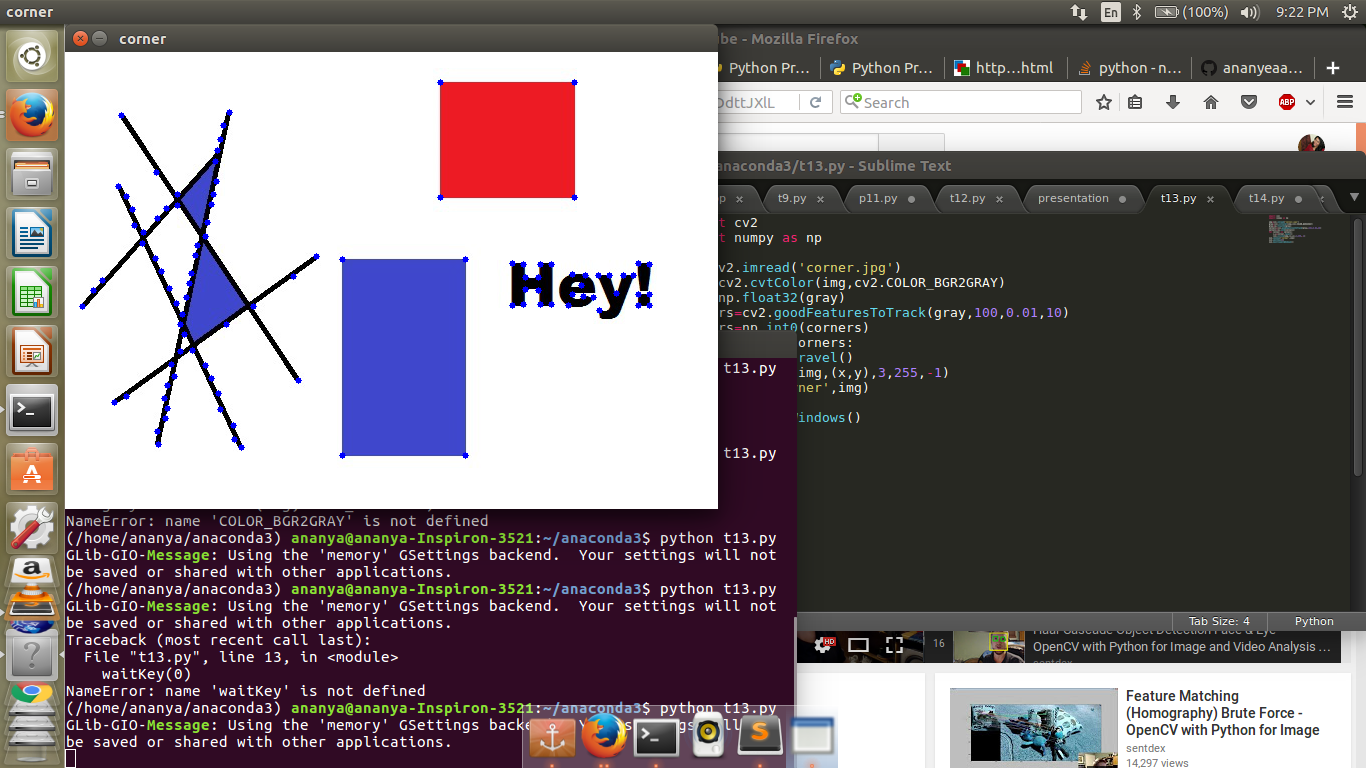 corner
En
(100%)
9:22 PM
corner
be - Mozilla Firefox
Python Pr…
Python Pr…
http…html
python - n…
ananyeaa…
DdttJXlL
Search
ABP
Hey!
anaconda3/t13.py - Sublime Text
p
t9.py
p11.py
t12.py
presentation
t13.py
t14.py
t cv2
t numpy as np
v2.imread('corner.jpg')
cv2.cvtColor(img,cv2.COLOR_BGR2GRAY)
np.float32(gray)
rs=cv2.goodFeaturesToTrack(gray,100,0.01,10)
rs=np.int0(corners)
orners:
ravel()
img,(x,y),3,255,-1)
ner',img)
indows()
t13.py
t13.py
NameError: name 'COLOR_BGR2GRAY' is not defined
(/home/ananya/anaconda3) ananya@ananya-Inspiron-3521:~/anaconda3$ python t13.py
GLib-GIO-Message: Using the 'memory' GSettings backend.  Your settings will not
be saved or shared with other applications.
(/home/ananya/anaconda3) ananya@ananya-Inspiron-3521:~/anaconda3$ python t13.py
GLib-GIO-Message: Using the 'memory' GSettings backend.  Your settings will not
be saved or shared with other applications.
Traceback (most recent call last):
  File "t13.py", line 13, in <module>
    waitKey(0)
NameError: name 'waitKey' is not defined
(/home/ananya/anaconda3) ananya@ananya-Inspiron-3521:~/anaconda3$ python t13.py
GLib-GIO-Message: Using the 'memory' GSettings backe
be saved or shared with other applications.
Tab Size: 4
Python
HD
16
Haar Cascade Object Detection Face & Eye
OpenCV with Python for Image and Video Analysis …
sentdex
Feature Matching
(Homography) Brute Force -
OpenCV with Python for Image
sentdex
14,297 views